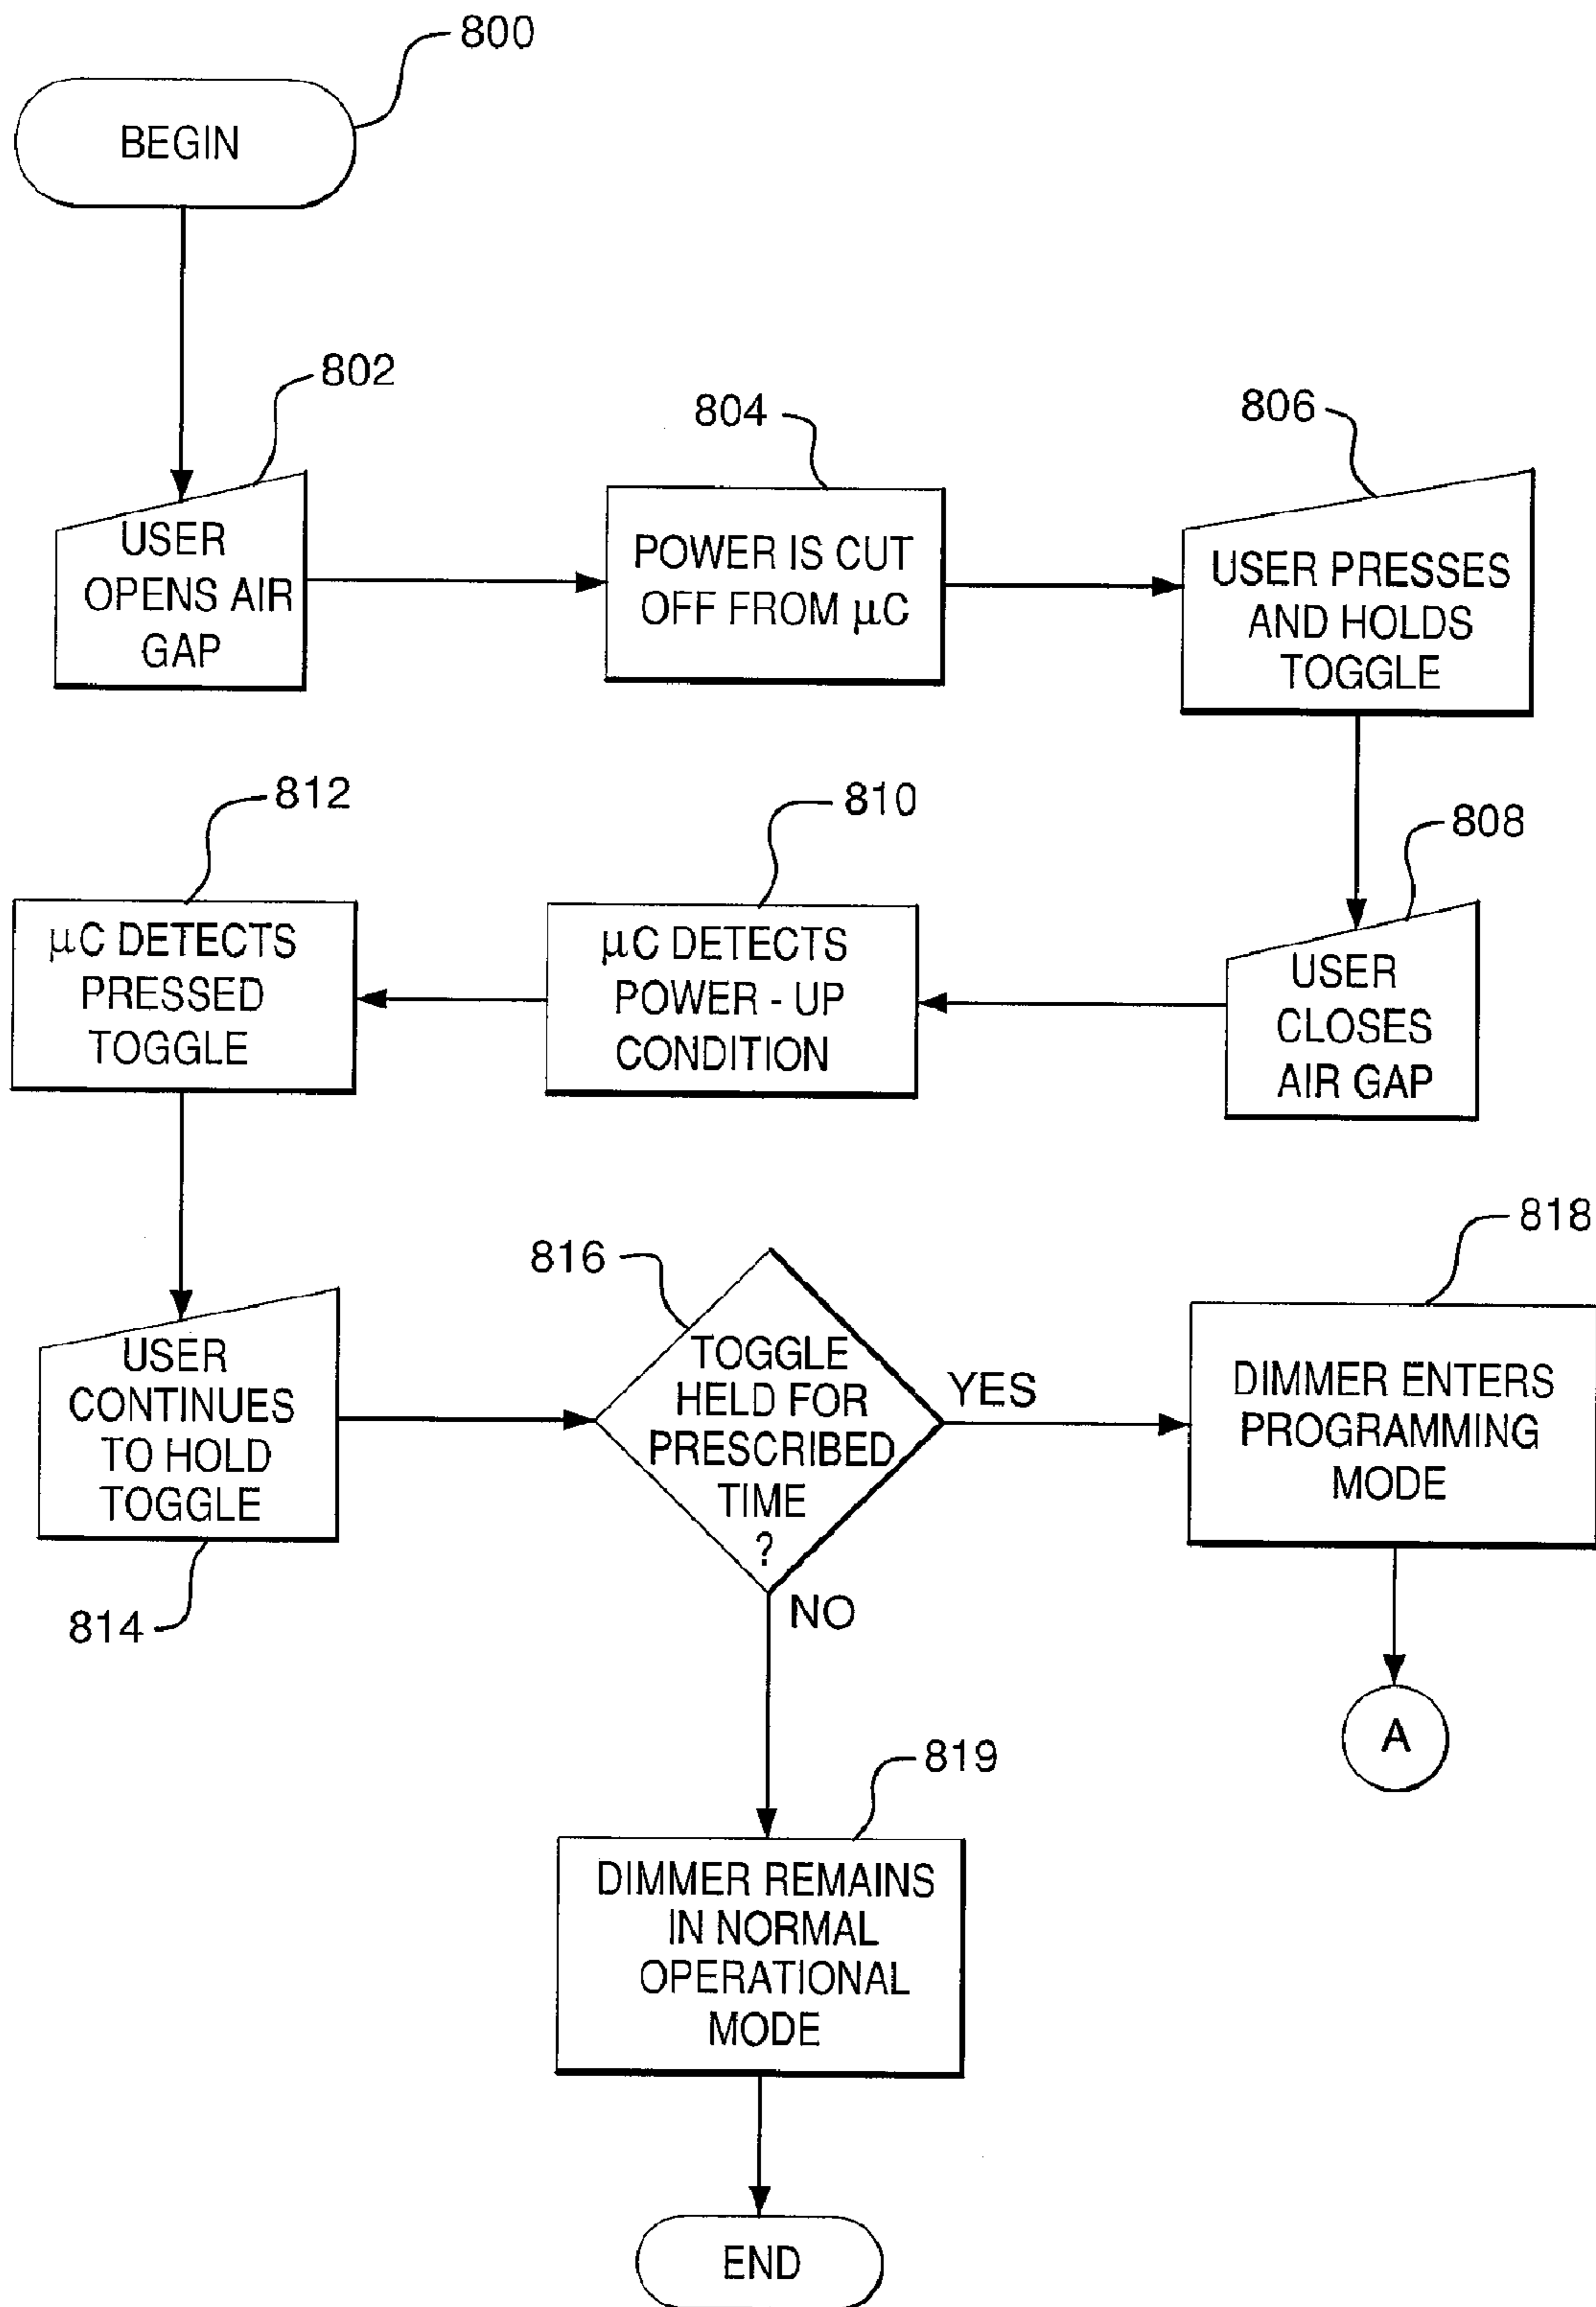 800
BEGIN
802
USER
OPENS AIR
GAP
804
POWER IS CUT
OFF FROM μC
806
USER PRESSES
AND HOLDS
TOGGLE
808
USER
CLOSES
AIR GAP
810
μC DETECTS
POWER - UP
CONDITION
812
μC DETECTS
PRESSED
TOGGLE
USER
CONTINUES
TO HOLD
TOGGLE
814
816
TOGGLE
HELD FOR
PRESCRIBED
TIME
?
YES
NO
818
DIMMER ENTERS
PROGRAMMING
MODE
A
819
DIMMER REMAINS
IN NORMAL
OPERATIONAL
MODE
END